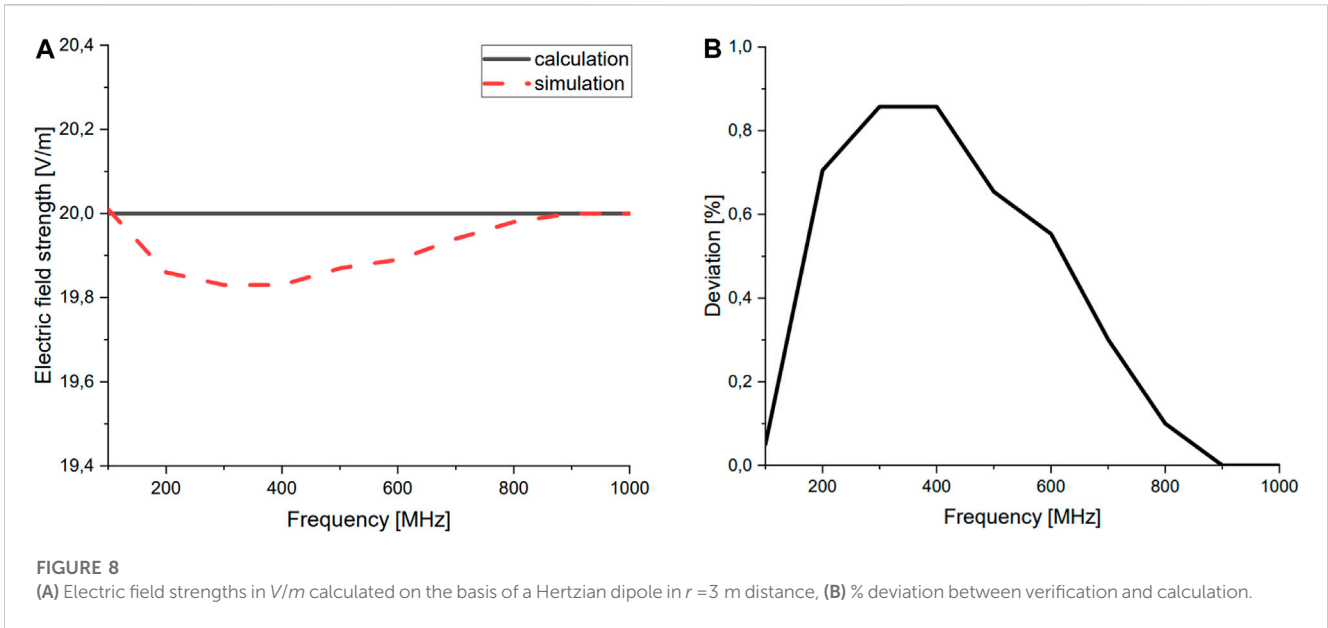 A
20,4
20,2
20,0
19,8
19,6
19,4
Electric field strength [V/m]
calculation
simulation
200
400
600
800
1000
Frequency [MHz]
B
1,0
0,8
0,6
0,4
0,2
0,0
Deviation [%]
200
400
600
800
1000
Frequency [MHz]
FIGURE 8
(A) Electric field strengths in V/m calculated on the basis of a Hertzian dipole in r =3 m distance, (B) % deviation between verification and calculation.